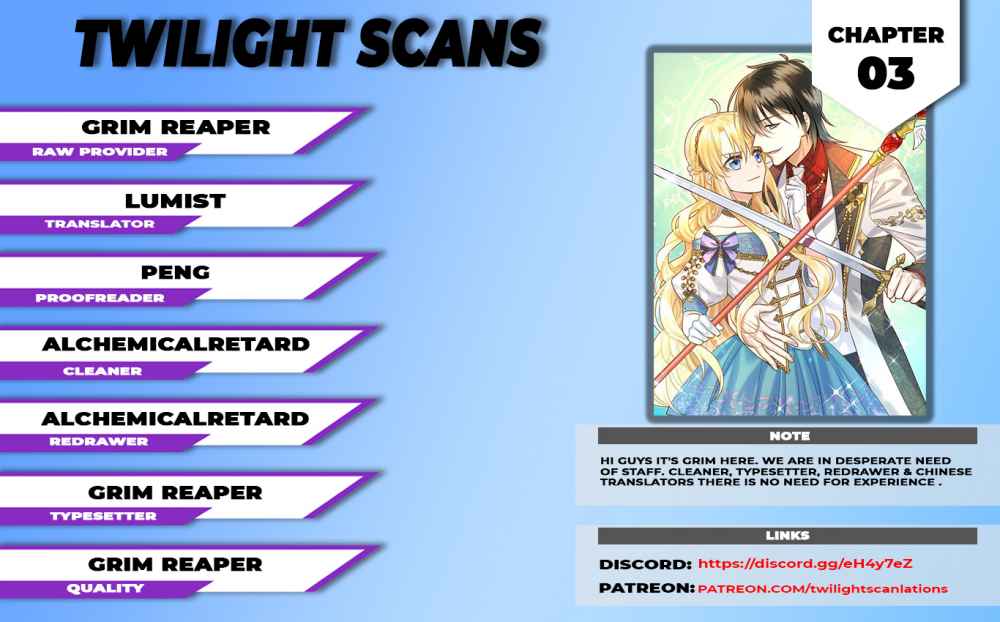 TWILIGHT SCANS
GRIM REAPER
RAW PROVIDER
LUMIST
TRANSLATOR
PENG
PROOFREADER
ALCHEMICALRETARD
CLEANER
ALCHEMICALRETARD
REDRAWER
GRIM REAPER
TYPESETTER
GRIM REAPER
QUALITY
CHAPTER
03
NOTE
HI GUYS IT'S GRIM HERE. WE ARE IN DESPERATE NEED
OF STAFF. CLEANER, TYPESETTER, REDRAWER & CHINESE
TRANSLATORS THERE IS NO NEED FOR EXPERIENCE .
LINKS
DISCORD: https://discord.gg/eH4y7eZ
PATREON: PATREON.COM/twilightscanlations